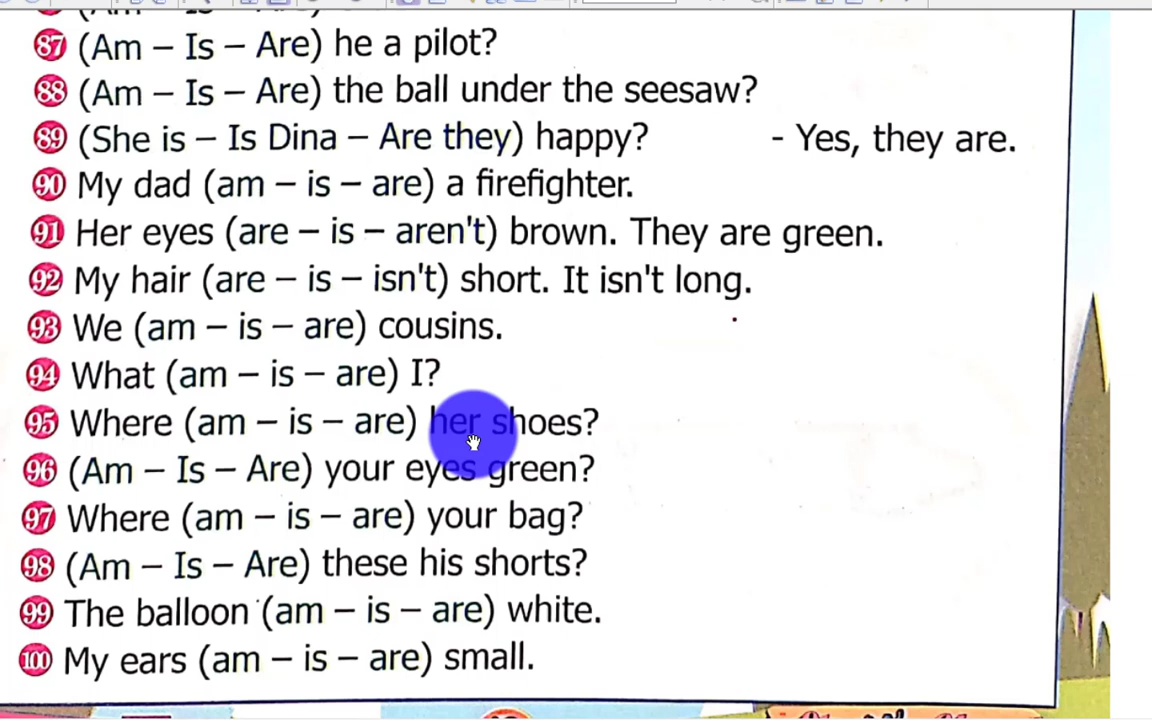 87 (Am – Is – Are) he a pilot?
88 (Am – Is – Are) the ball under the seesaw?
89 (She is – Is Dina – Are they) happy? - Yes, they are.
90 My dad (am – is – are) a firefighter.
91 Her eyes (are – is – aren't) brown. They are green.
92 My hair (are – is – isn't) short. It isn't long.
93 We (am – is – are) cousins.
94 What (am – is – are) I?
95 Where (am – is – are) her shoes?
96 (Am – Is – Are) your eyes green?
97 Where (am – is – are) your bag?
98 (Am – Is – Are) these his shorts?
99 The balloon (am – is – are) white.
100 My ears (am – is – are) small.